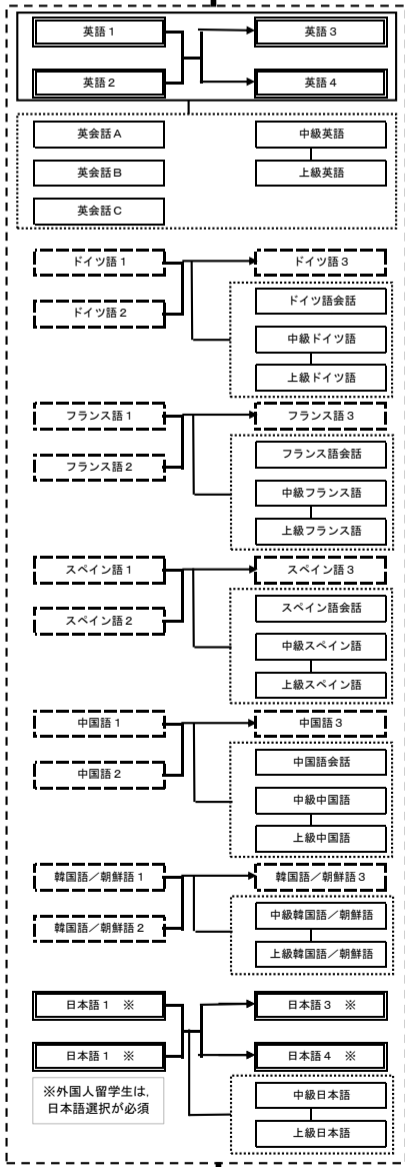 英語1
英語3
英語2
英語4
英会話A
中級英語
英会話B
上級英語
英会話C
ドイツ語1
ドイツ語3
ドイツ語会話
ドイツ語2
中級ドイツ語
上級ドイツ語
フランス語1
フランス語3
フランス語会話
フランス語2
中級フランス語
上級フランス語
スペイン語1
スペイン語3
スペイン語会話
スペイン語2
中級スペイン語
上級スペイン語
中国語1
中国語3
中国語会話
中国語2
中級中国語
上級中国語
韓国語／朝鮮語1
韓国語／朝鮮語3
中級韓国語／朝鮮語
韓国語／朝鮮語2
上級韓国語／朝鮮語
日本語1 ※
日本語3 ※
日本語1 ※
日本語4 ※
※外国人留学生は,
日本語選択が必須
中級日本語
上級日本語